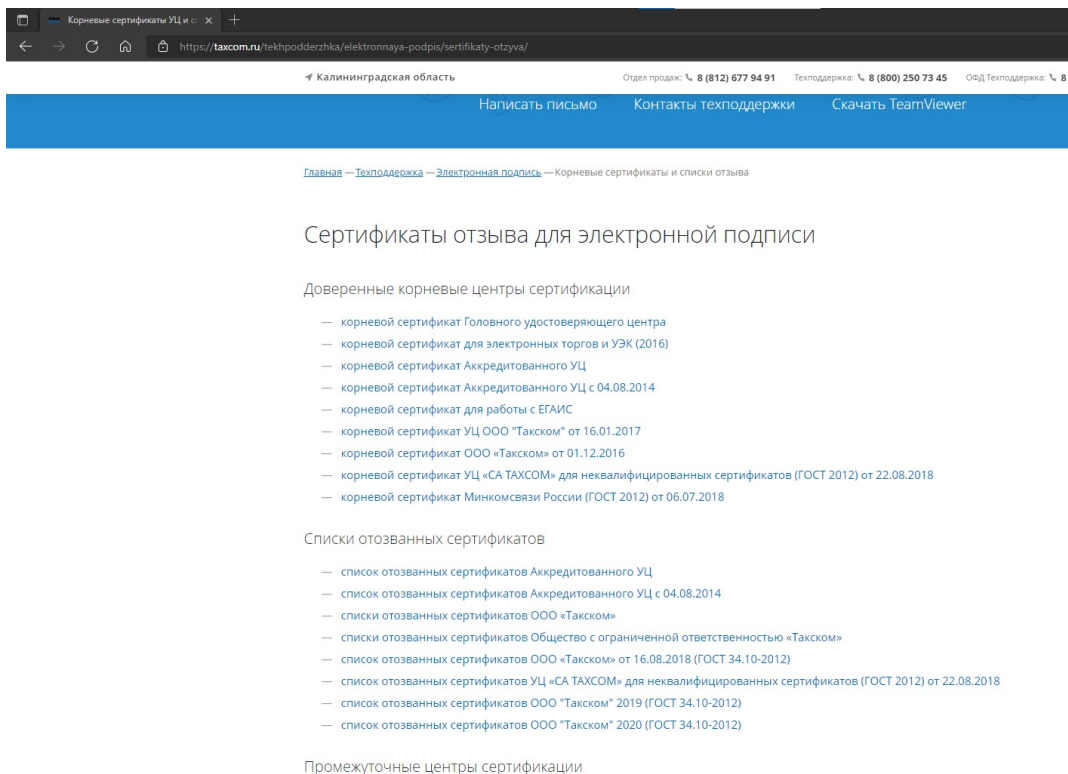 Корневые сертификаты УЦ и с
https://taxcom.ru/tekhpodderzhka/elektronnaya-podpis/sertifikaty-otzyva/
Калининградская область Отдел продаж: 8 (812) 677 94 91 Техподдержка: 8 (800) 250 73 45 ОФД Техподдержка: 8
Написать письмо Контакты техподдержки Скачать TeamViewer
Главная — Техподдержка — Электронная подпись — Корневые сертификаты и списки отзыва
Сертификаты отзыва для электронной подписи
Доверенные корневые центры сертификации
— корневой сертификат Головного удостоверяющего центра
— корневой сертификат для электронных торгов и УЭК (2016)
— корневой сертификат Аккредитованного УЦ
— корневой сертификат Аккредитованного УЦ с 04.08.2014
— корневой сертификат для работы с ЕГАИС
— корневой сертификат УЦ ООО "Такском" от 16.01.2017
— корневой сертификат ООО «Такском» от 01.12.2016
— корневой сертификат УЦ «CA TAXCOM» для неквалифицированных сертификатов (ГОСТ 2012) от 22.08.2018
— корневой сертификат Минкомсвязи России (ГОСТ 2012) от 06.07.2018
Списки отозванных сертификатов
— список отозванных сертификатов Аккредитованного УЦ
— список отозванных сертификатов Аккредитованного УЦ с 04.08.2014
— списки отозванных сертификатов ООО «Такском»
— списки отозванных сертификатов Общество с ограниченной ответственностью «Такском»
— список отозванных сертификатов ООО «Такском» от 16.08.2018 (ГОСТ 34.10-2012)
— список отозванных сертификатов УЦ «CA TAXCOM» для неквалифицированных сертификатов (ГОСТ 2012) от 22.08.2018
— список отозванных сертификатов ООО "Такском" 2019 (ГОСТ 34.10-2012)
— список отозванных сертификатов ООО "Такском" 2020 (ГОСТ 34.10-2012)
Промежуточные центры сертификации